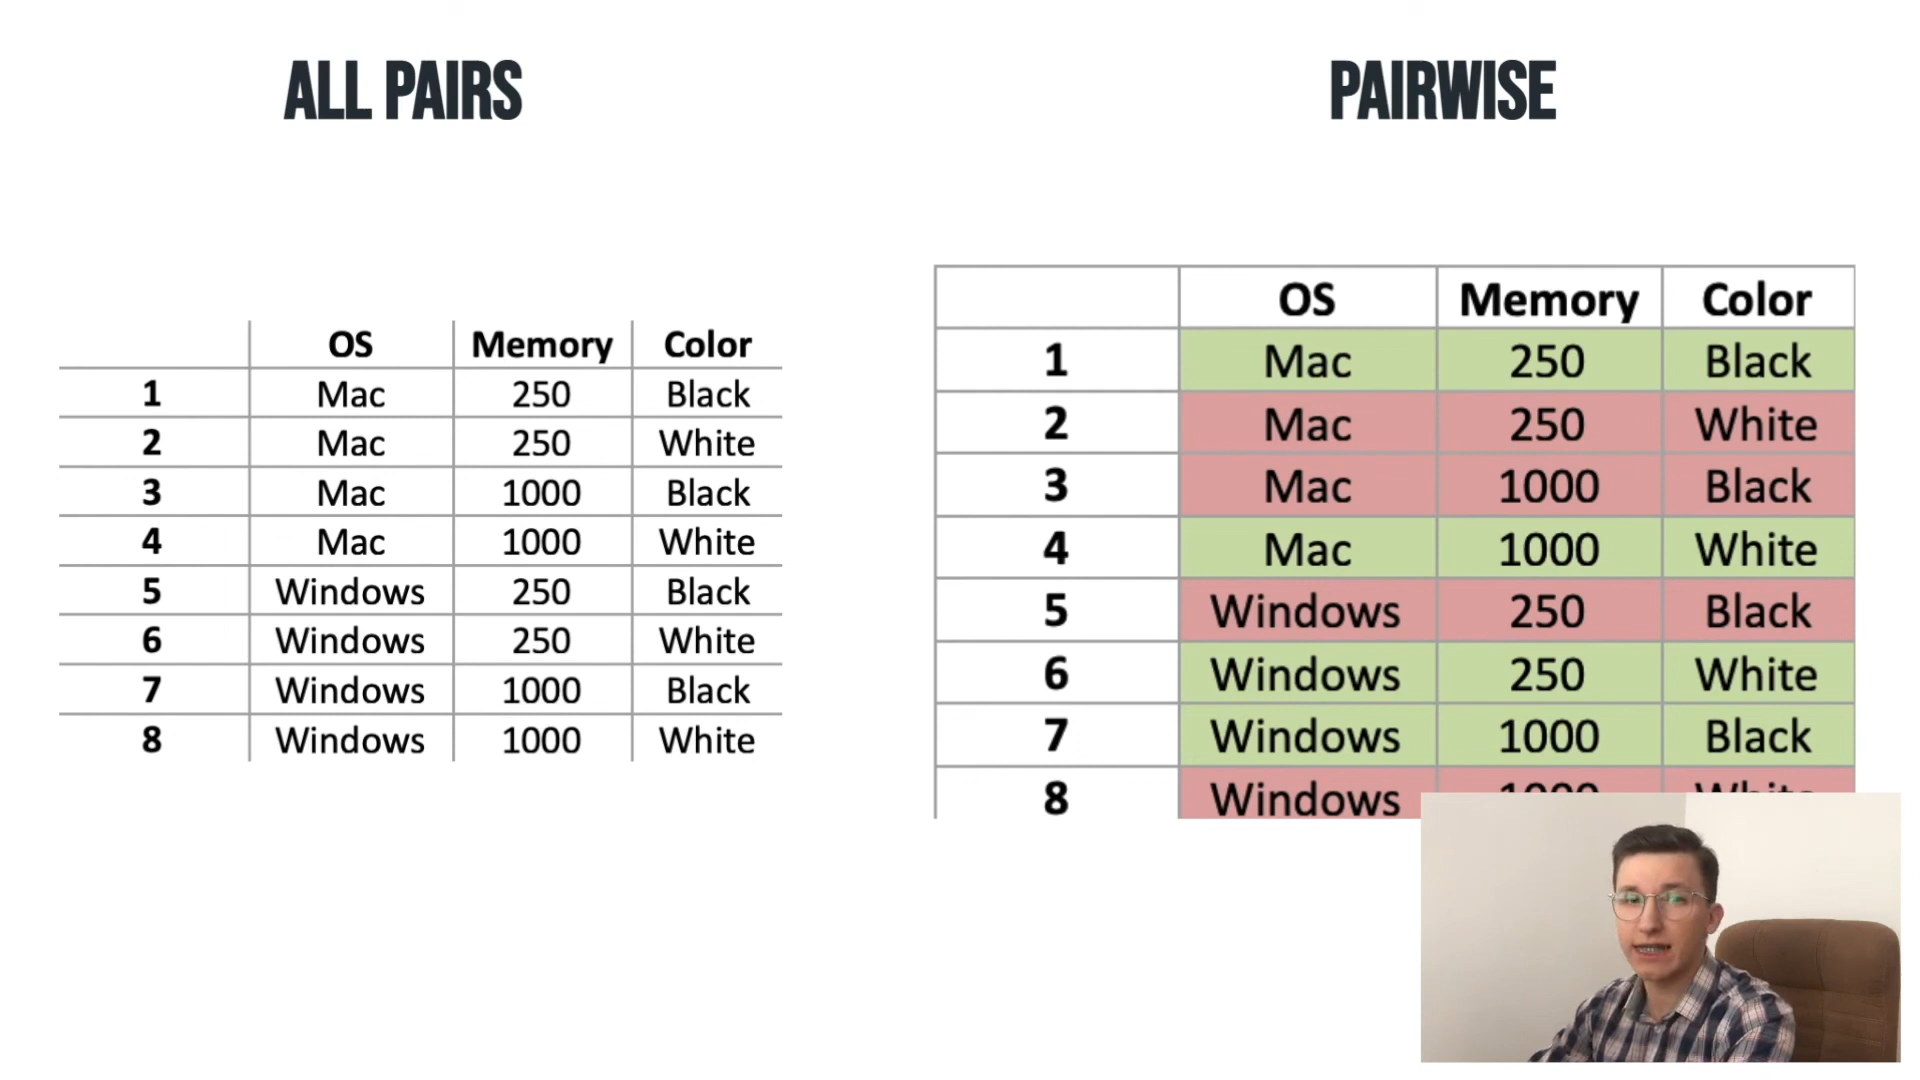 ALL PAIRS
PAIRWISE
OS Memory Color
1 Mac 250 Black
2 Mac 250 White
3 Mac 1000 Black
4 Mac 1000 White
5 Windows 250 Black
6 Windows 250 White
7 Windows 1000 Black
8 Windows 1000 White
OS Memory Color
1 Mac 250 Black
2 Mac 250 White
3 Mac 1000 Black
4 Mac 1000 White
5 Windows 250 Black
6 Windows 250 White
7 Windows 1000 Black
8 Windows 1000 White